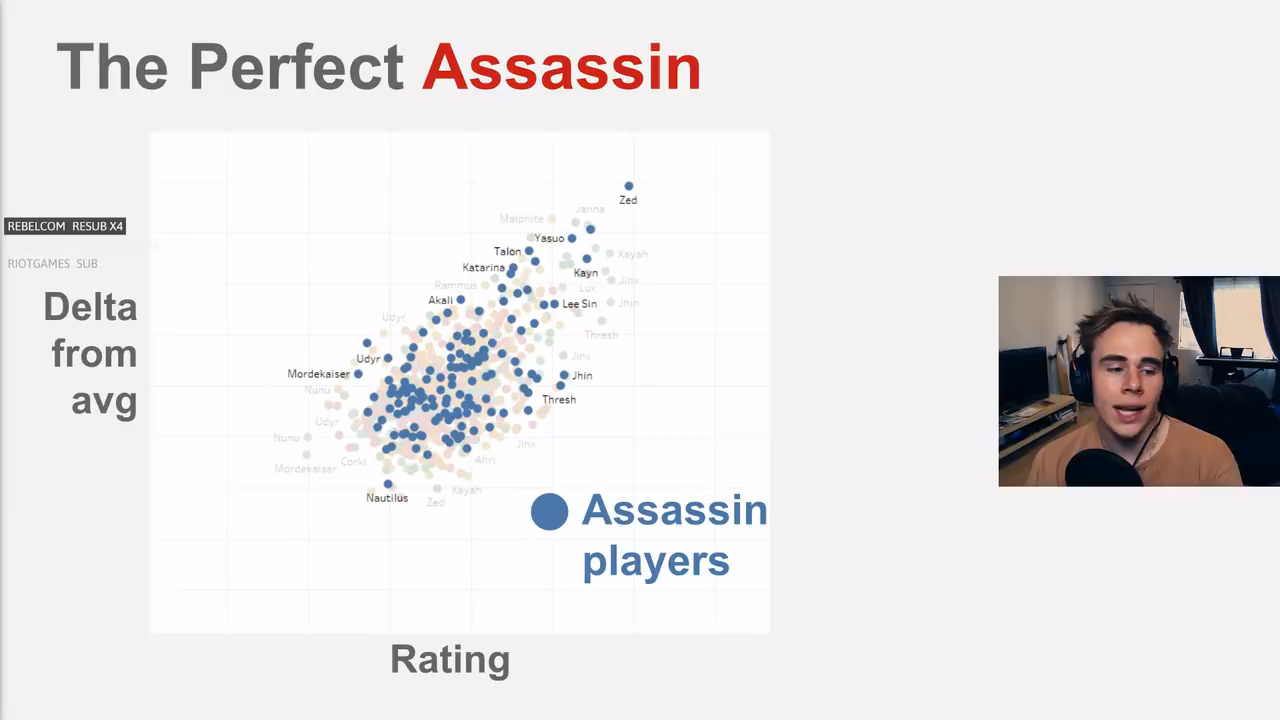 The Perfect Assassin
REBELCOM RESUB X4
RIOTGAMES SUB
Delta
from
avg
Zed
Janna
Malphite
Yasuo
Talon
Xayah
Katarina
Kayn
Jinx
Rammus
Lux
Akali
Lee Sin
Jhin
Udyr
Thresh
Udyr
Jinx
Mordekaiser
Jhin
Nunu
Thresh
Udyr
Nunu
Jinx
Corki
Ahri
Mordekaiser
Nautilus
Xayah
Zed
Assassin
players
Rating